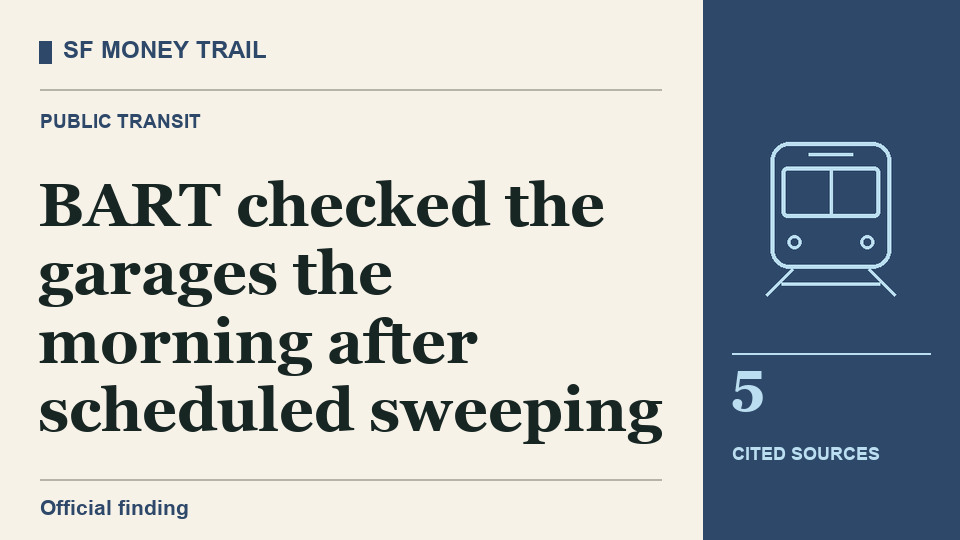 SF MONEY TRAIL
PUBLIC TRANSIT
BART checked the
garages the
morning after
scheduled sweeping
Official finding
5
CITED SOURCES